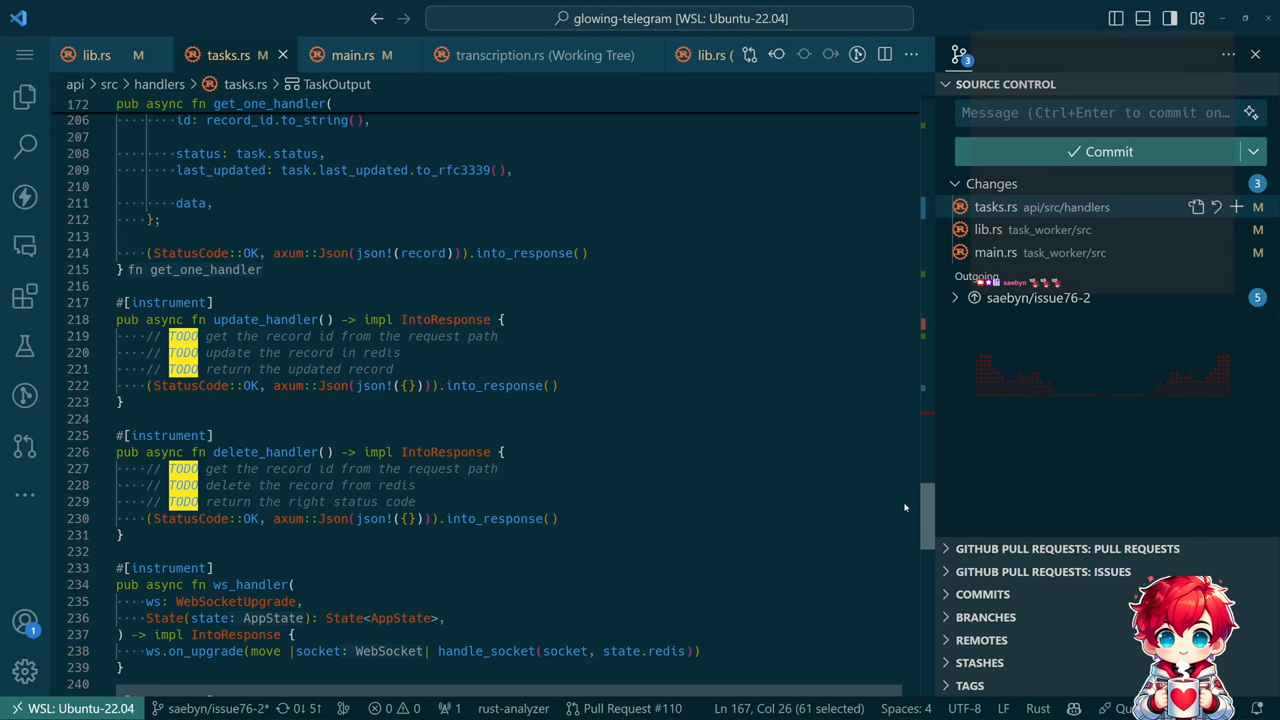 glowing-telegram [WSL: Ubuntu-22.04]
lib.rs M
tasks.rs M
main.rs M
transcription.rs (Working Tree)
lib.rs (
api › src › handlers › tasks.rs › TaskOutput
172 pub async fn get_one_handler(
206 id: record_id.to_string(),
207
208 status: task.status,
209 last_updated: task.last_updated.to_rfc3339(),
210
211 data,
212 };
213
214 (StatusCode::OK, axum::Json(json!(record))).into_response()
215 } fn get_one_handler
216
217 #[instrument]
218 pub async fn update_handler() -> impl IntoResponse {
219 // TODO get the record id from the request path
220 // TODO update the record in redis
221 // TODO return the updated record
222 (StatusCode::OK, axum::Json(json!({}))).into_response()
223 }
224
225 #[instrument]
226 pub async fn delete_handler() -> impl IntoResponse {
227 // TODO get the record id from the request path
228 // TODO delete the record from redis
229 // TODO return the right status code
230 (StatusCode::OK, axum::Json(json!({}))).into_response()
231 }
232
233 #[instrument]
234 pub async fn ws_handler(
235 ws: WebSocketUpgrade,
236 State(state: AppState): State<AppState>,
237 ) -> impl IntoResponse {
238 ws.on_upgrade(move |socket: WebSocket| handle_socket(socket, state.redis))
239 }
240
3
SOURCE CONTROL
Message (Ctrl+Enter to commit on...
Commit
Changes 3
tasks.rs api/src/handlers M
lib.rs task_worker/src M
main.rs task_worker/src M
Outgoing
saebyn
saebyn/issue76-2 5
GITHUB PULL REQUESTS: PULL REQUESTS
GITHUB PULL REQUESTS: ISSUES
COMMITS
BRANCHES
REMOTES
STASHES
TAGS
1
WSL: Ubuntu-22.04
saebyn/issue76-2*
0↓ 5↑
0
0
1
rust-analyzer
Pull Request #110
Ln 167, Col 26 (61 selected)
Spaces: 4
UTF-8
LF
Rust